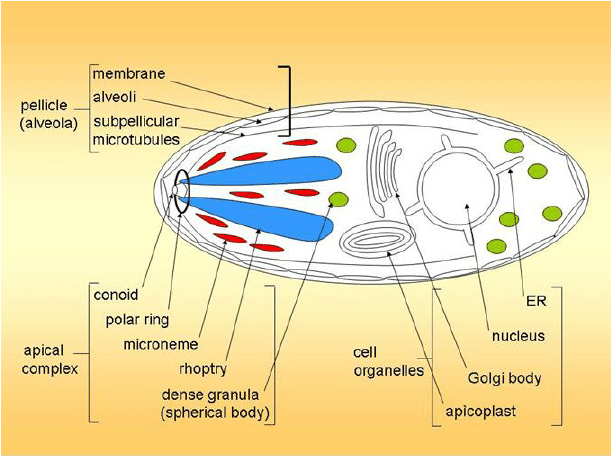 membrane
alveoli
pellicle
(alveola)
subpellicular
microtubules
conoid
polar ring
microneme
apical
complex
rhoptry
dense granula
(spherical body)
ER
nucleus
cell
organelles
Golgi body
apicoplast